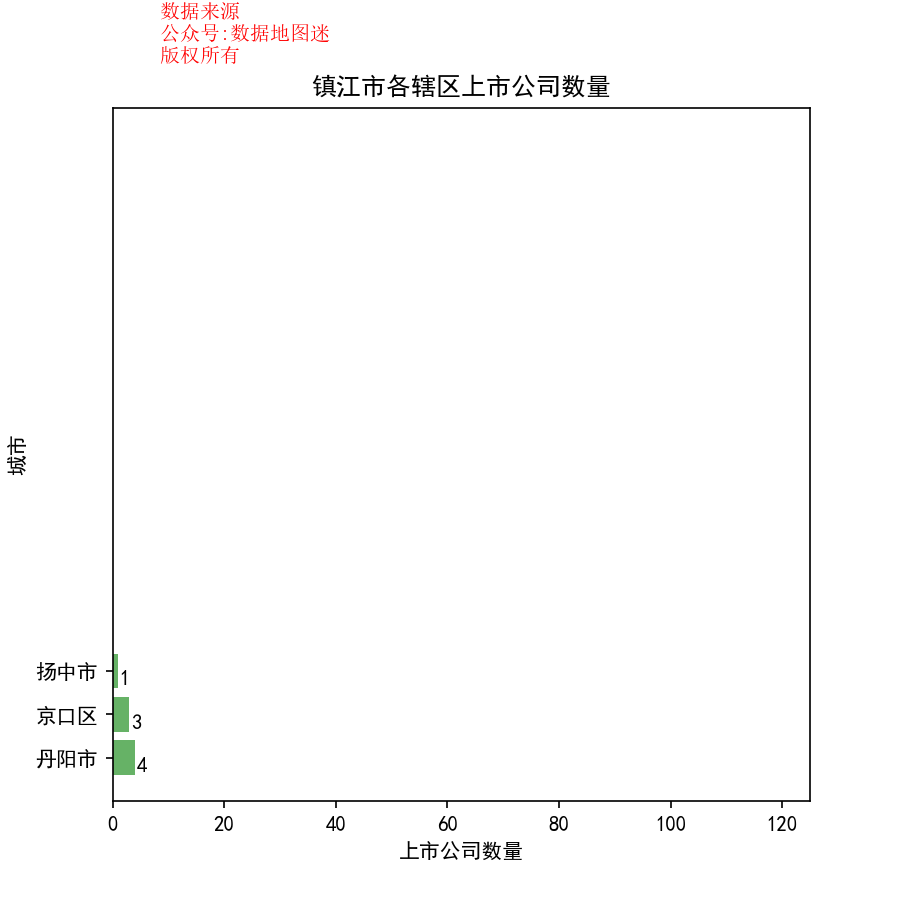 数据来源
公众号:数据地图迷
版权所有
镇江市各辖区上市公司数量
城市
扬中市
1
京口区
3
丹阳市
4
0 20 40 60 80 100 120
上市公司数量